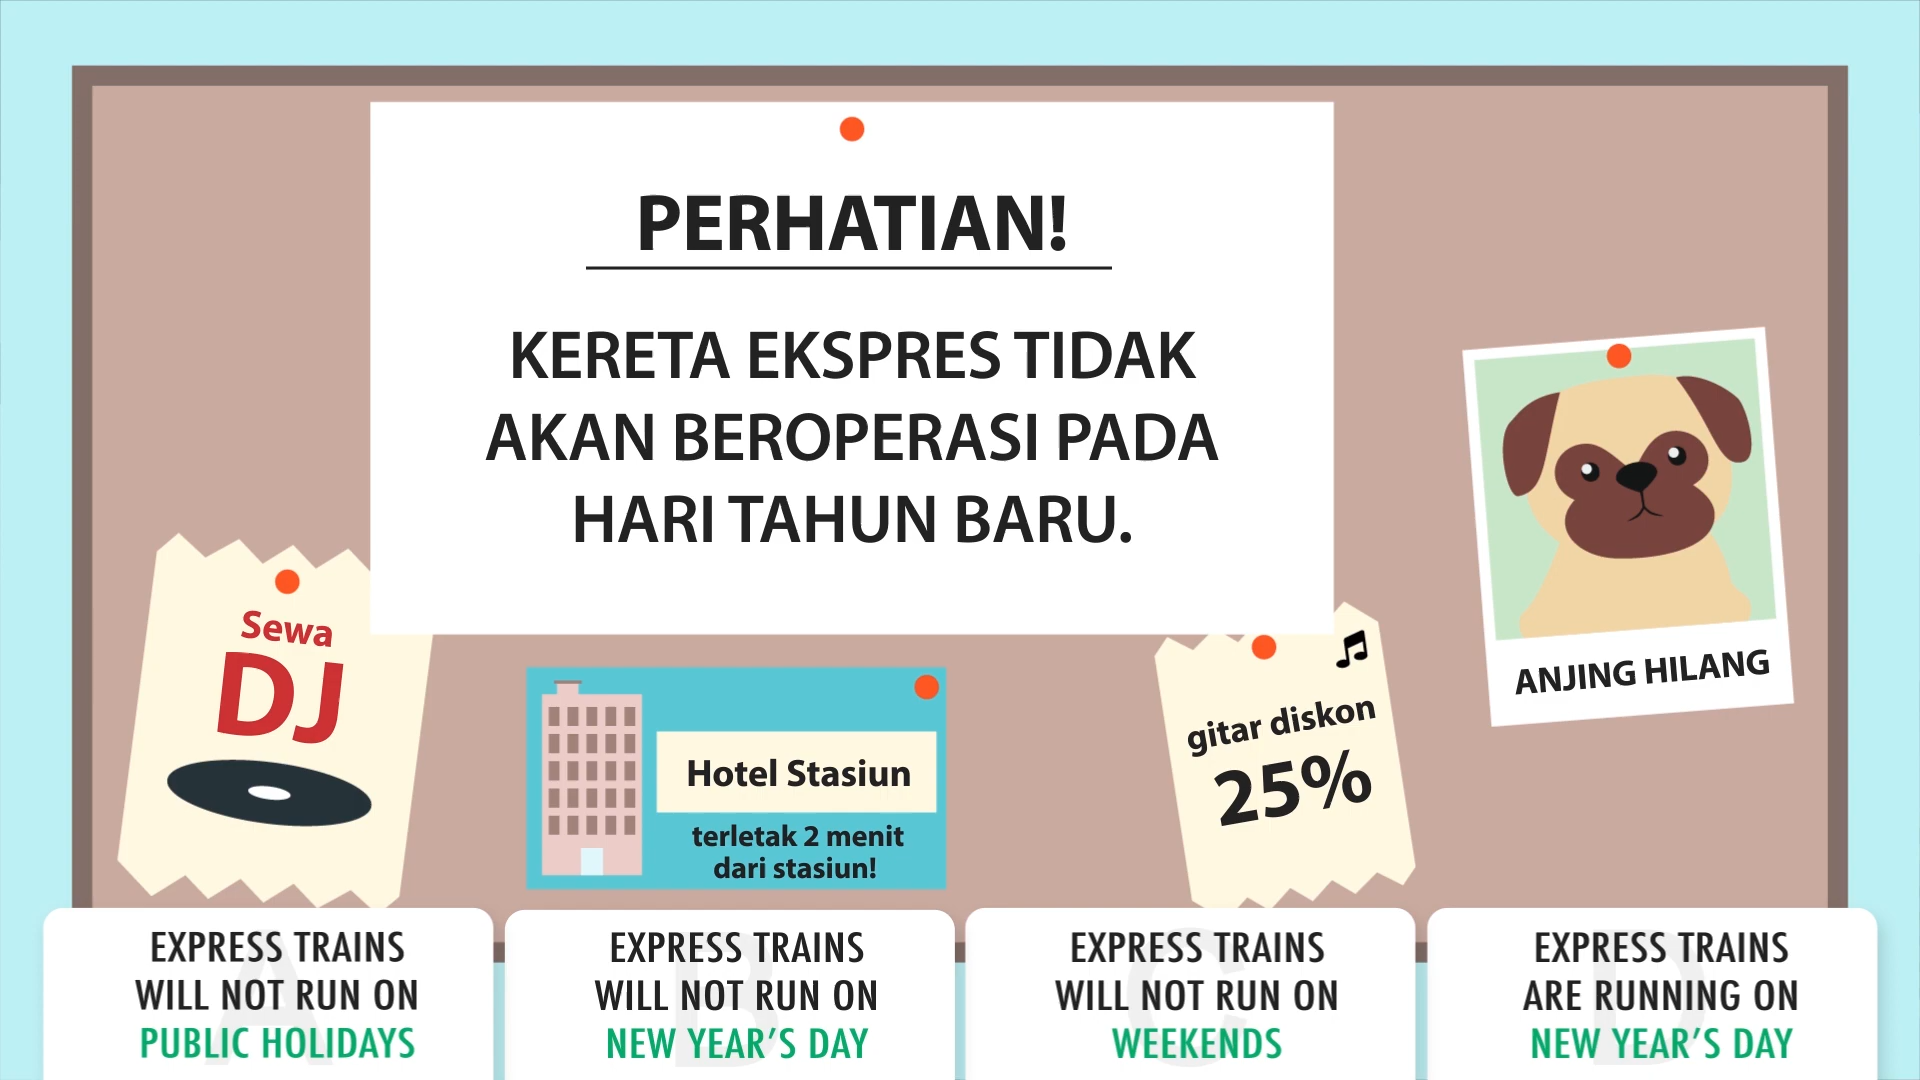 PERHATIAN!
KERETA EKSPRES TIDAK
AKAN BEROPERASI PADA
HARI TAHUN BARU.
Sewa
DJ
Hotel Stasiun
terletak 2 menit
dari stasiun!
gitar diskon
25%
ANJING HILANG
A
EXPRESS TRAINS
WILL NOT RUN ON
PUBLIC HOLIDAYS
B
EXPRESS TRAINS
WILL NOT RUN ON
NEW YEAR'S DAY
C
EXPRESS TRAINS
WILL NOT RUN ON
WEEKENDS
D
EXPRESS TRAINS
ARE RUNNING ON
NEW YEAR'S DAY